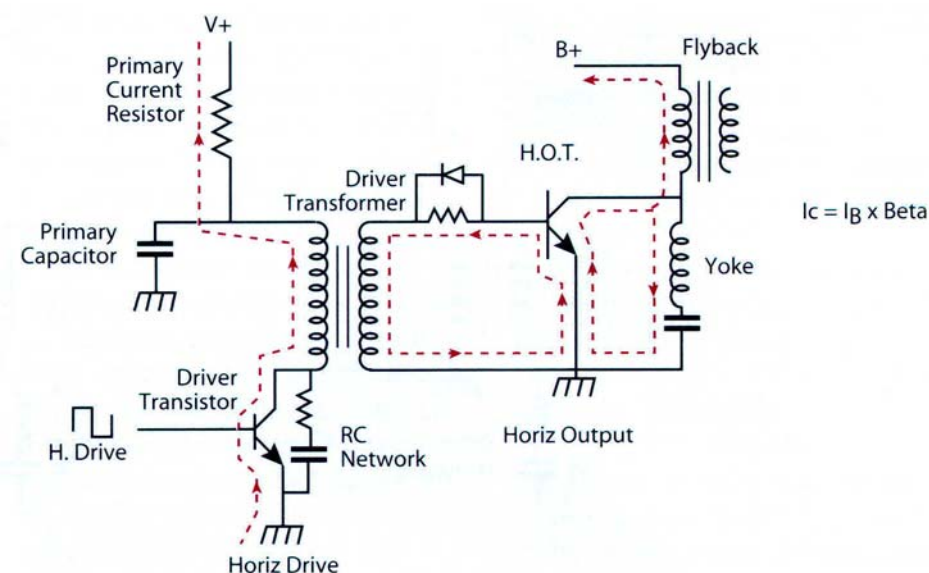 V+
Primary
Current
Resistor
B+
Flyback
H.O.T.
Driver
Transformer
Ic = IB x Beta
Primary
Capacitor
Yoke
Driver
Transistor
H. Drive
RC
Network
Horiz Output
Horiz Drive